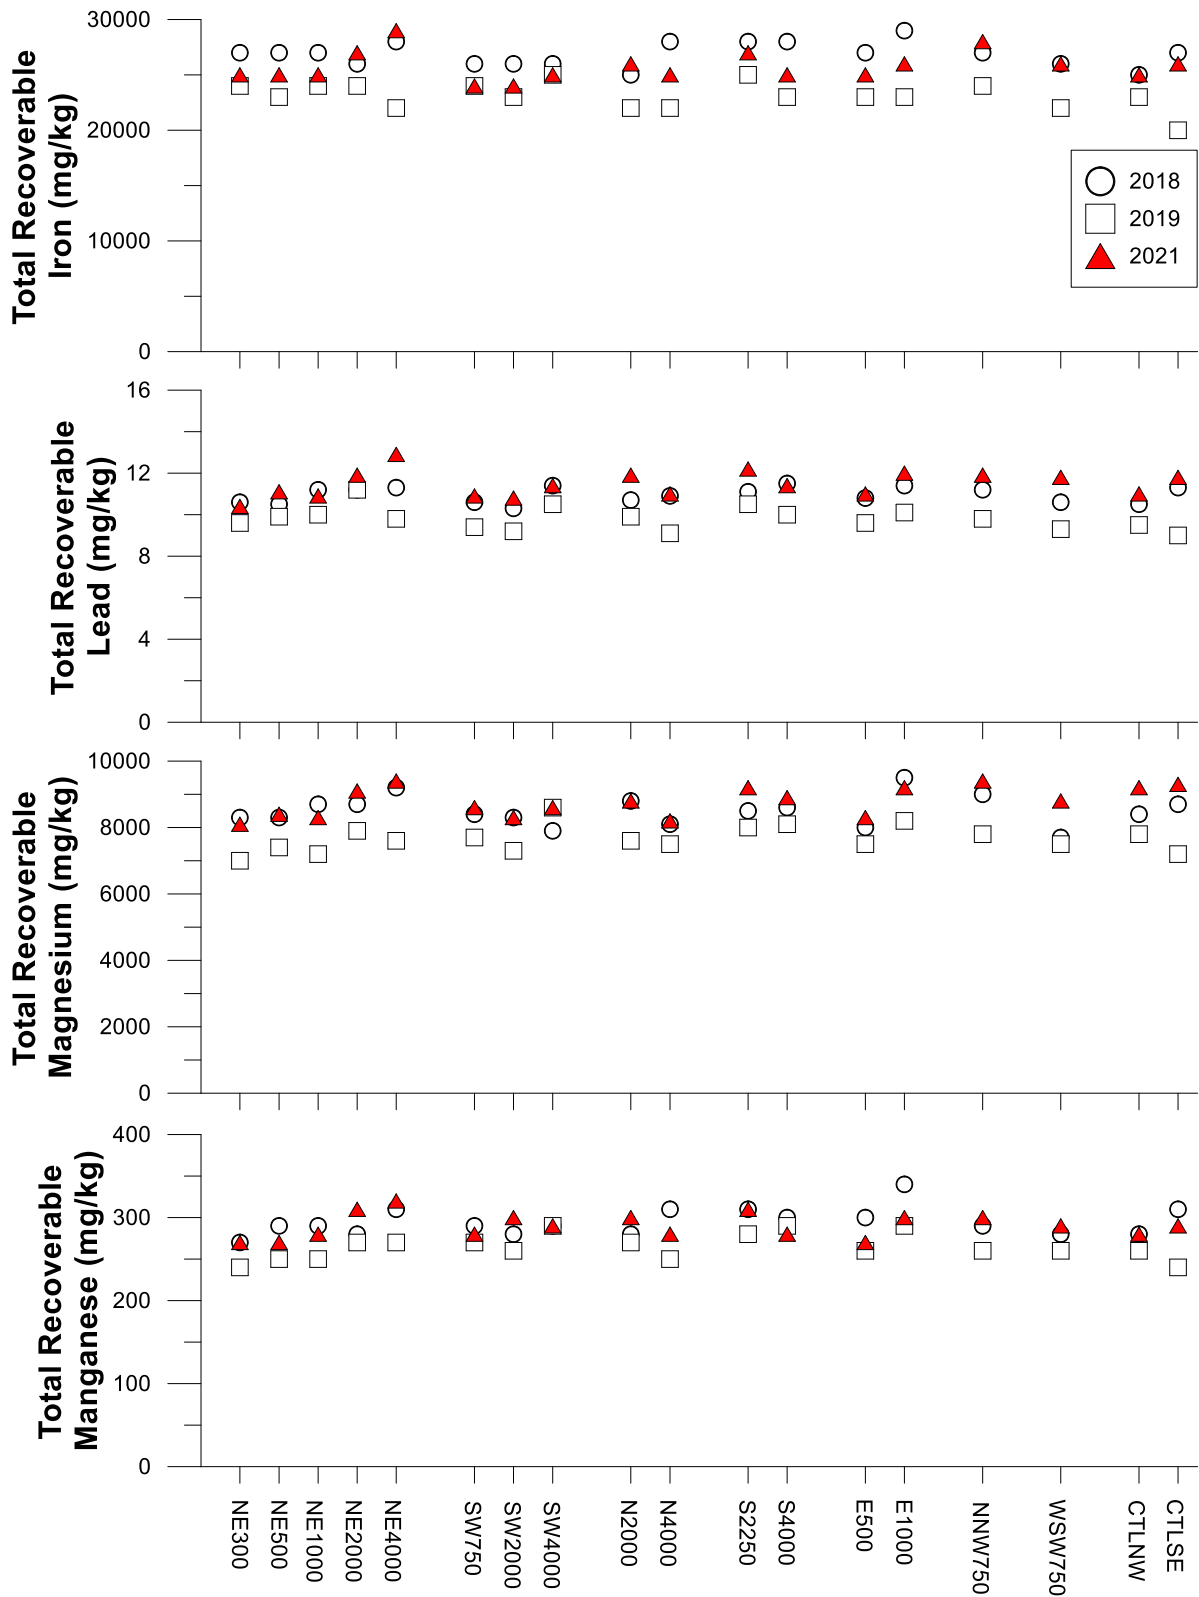 Total Recoverable
Iron (mg/kg)
30000
20000
10000
0
2018
2019
2021
Total Recoverable
Lead (mg/kg)
16
12
8
4
0
Total Recoverable
Magnesium (mg/kg)
10000
8000
6000
4000
2000
0
Total Recoverable
Manganese (mg/kg)
400
300
200
100
0
NE300
NE500
NE1000
NE2000
NE4000
SW750
SW2000
SW4000
N2000
N4000
S2250
S4000
E500
E1000
NNW750
WSW750
CTLNW
CTLSE